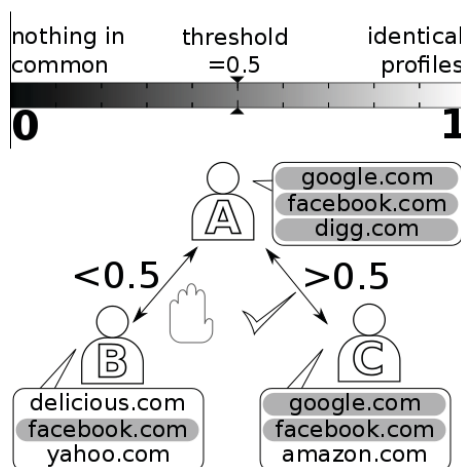 nothing in common
threshold =0.5
identical profiles
0
1
A
google.com
facebook.com
digg.com
<0.5
>0.5
B
C
delicious.com
facebook.com
yahoo.com
google.com
facebook.com
amazon.com